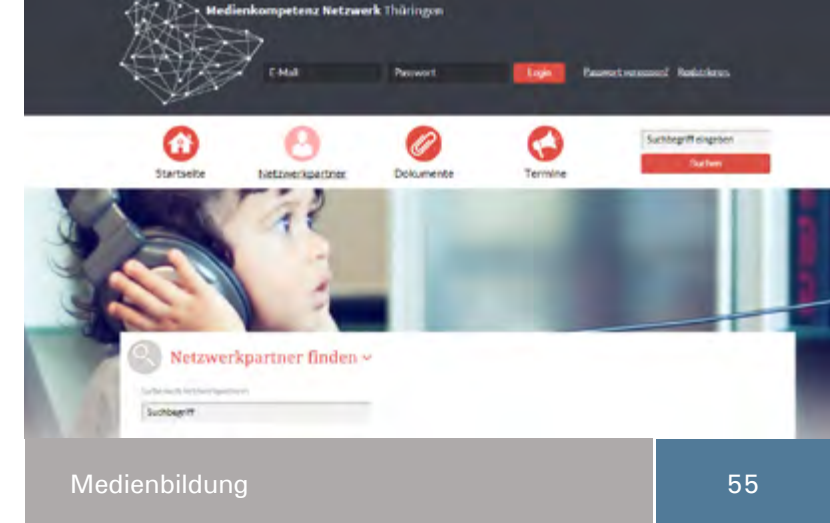 Medienkompetenz Netzwerk Thüringen
E-Mail Passwort Login Passwort vergessen? Registrieren
Startseite Netzwerkpartner Dokumente Termine
Suchbegriff eingeben
Suchen
Netzwerkpartner finden
Suchbegriff
Medienbildung 55